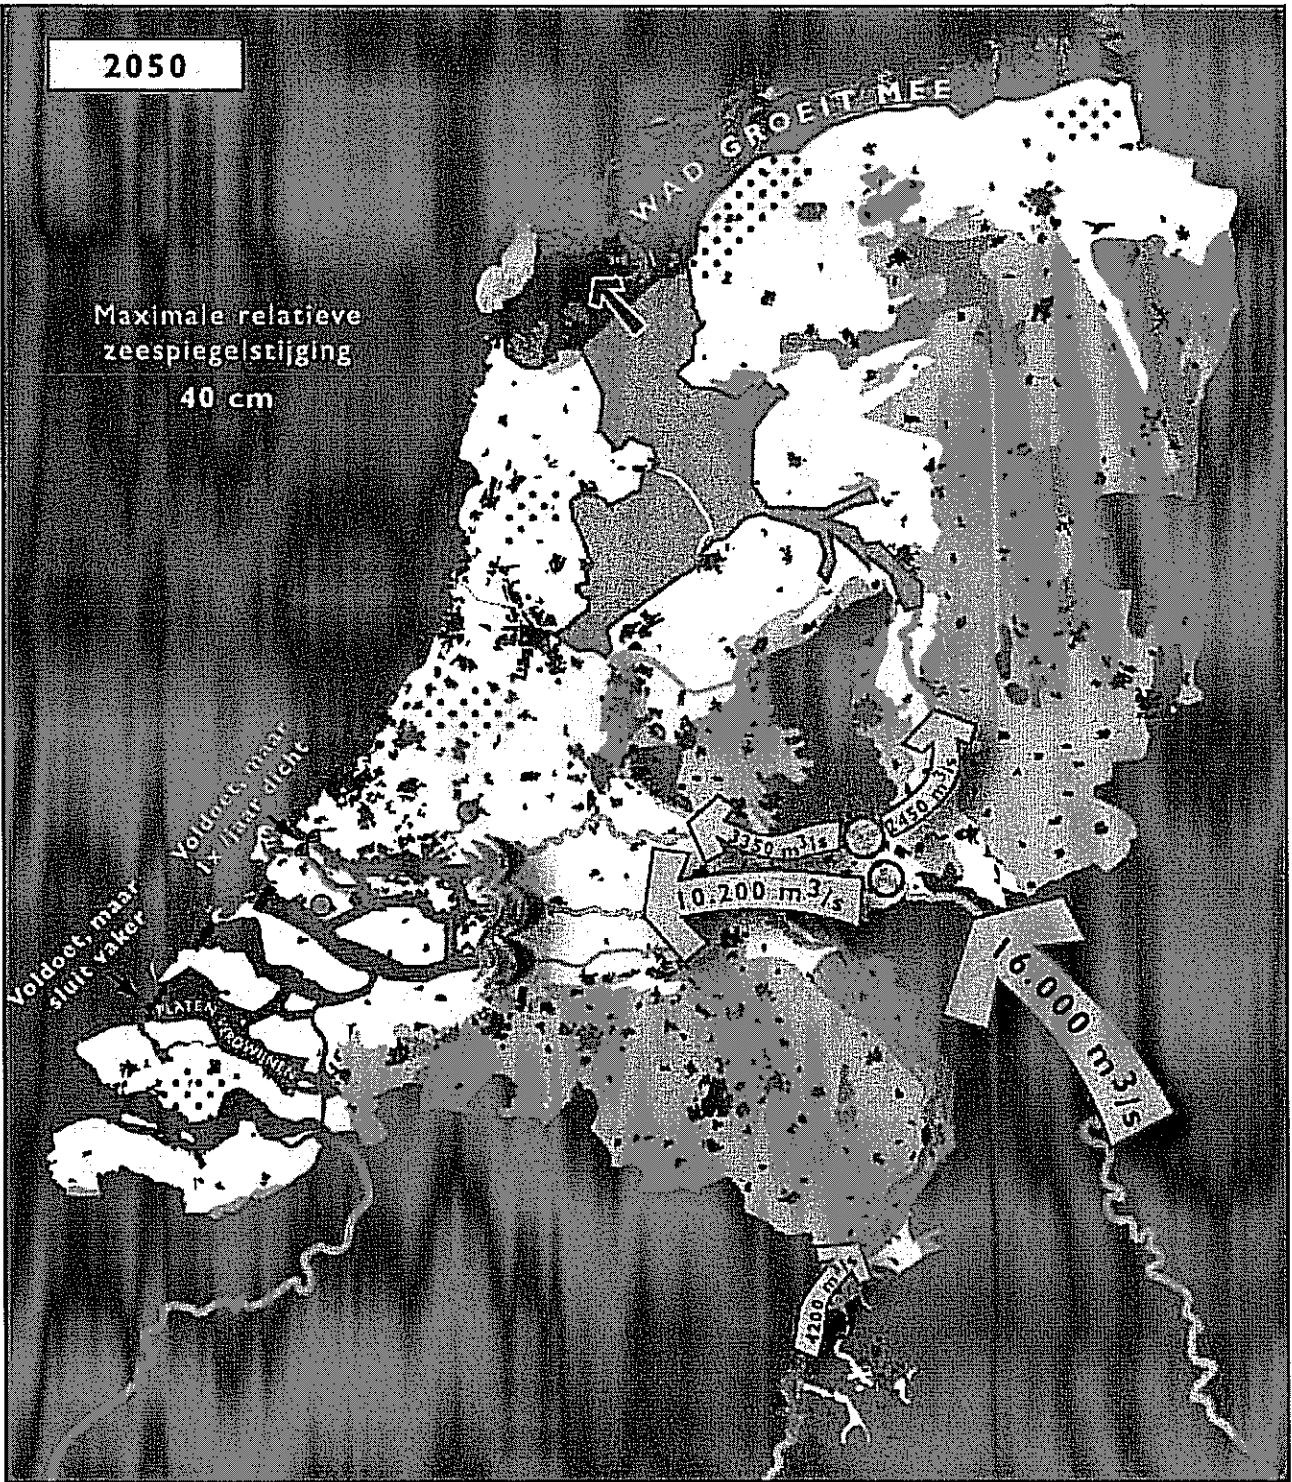 2050
WAD GROEIT MEE
Maximale relatieve
zeespiegelstijging
40 cm
Voldoet, maar
1x /jaar dicht
Voldoet, maar
sluit vaker
PLATEN
2450 m3/s
3350 m3/s
10.200 m3/s
16.000 m3/s
4200 m